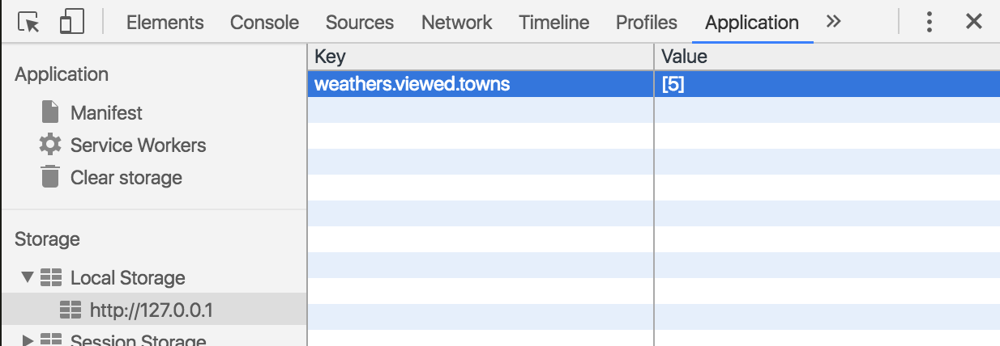 Elements Console Sources Network Timeline Profiles Application »
Application
Manifest
Service Workers
Clear storage
Storage
Local Storage
http://127.0.0.1
Session Storage
Key Value
weathers.viewed.towns [5]